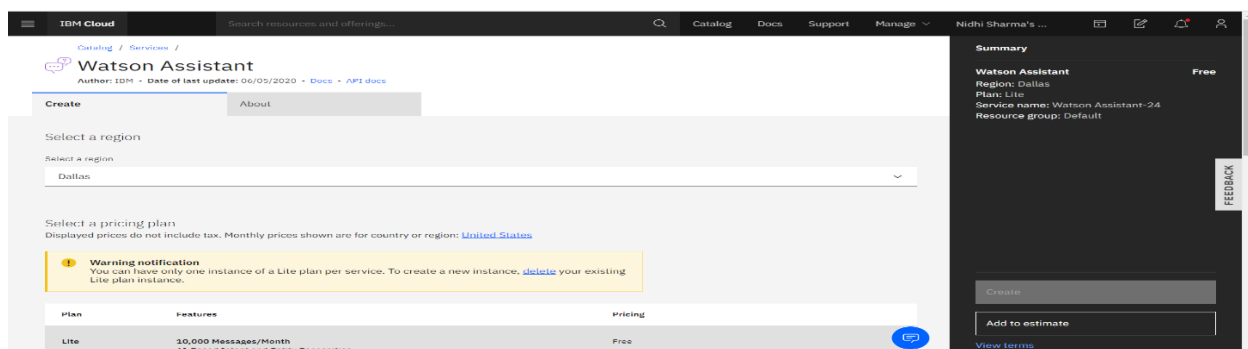 IBM Cloud
Search resources and offerings...
Catalog
Docs
Support
Manage
Nidhi Sharma's ...
Catalog / Services /
Watson Assistant
Author: IBM • Date of last update: 06/05/2020 • Docs • API docs
Create
About
Select a region
Select a region
Dallas
Select a pricing plan
Displayed prices do not include tax. Monthly prices shown are for country or region: United States
Warning notification
You can have only one instance of a Lite plan per service. To create a new instance, delete your existing
Lite plan instance.
Plan
Features
Pricing
Lite
10,000 Messages/Month
Free
Summary
Watson Assistant
Free
Region: Dallas
Plan: Lite
Service name: Watson Assistant-24
Resource group: Default
Create
Add to estimate
View terms
FEEDBACK